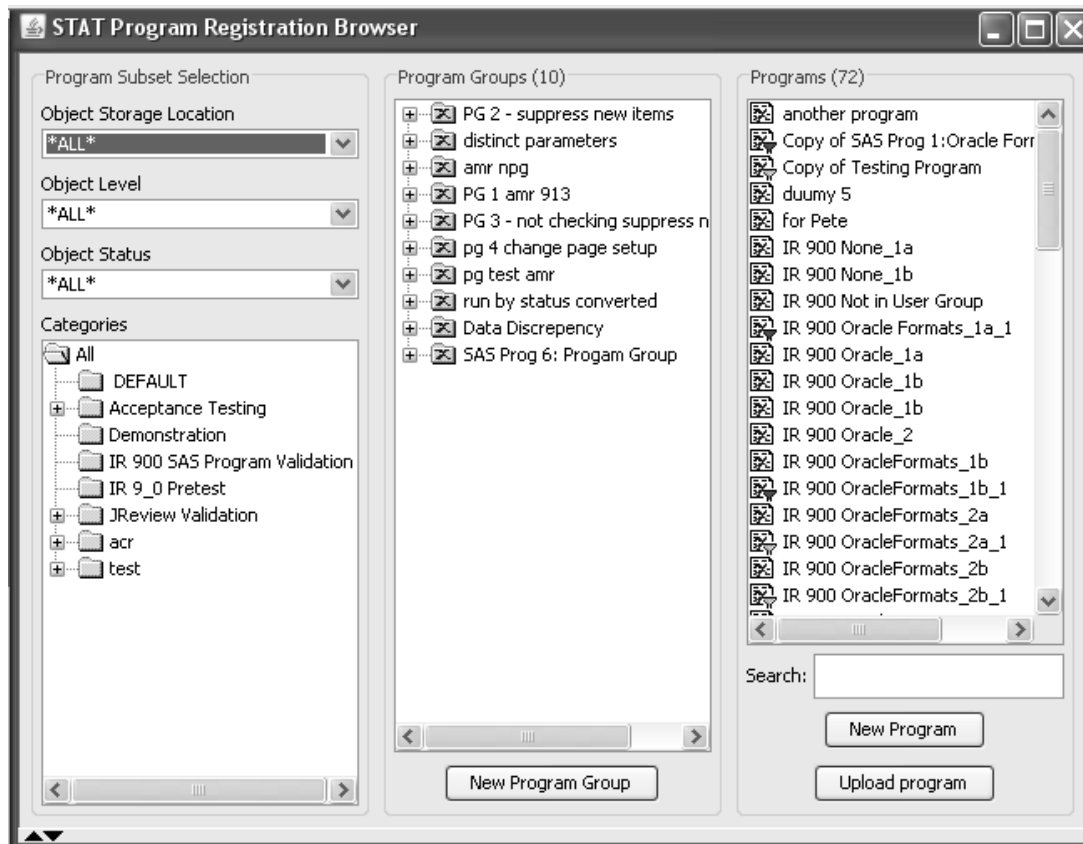 STAT Program Registration Browser
Program Subset Selection
Object Storage Location
*ALL*
Object Level
*ALL*
Object Status
*ALL*
Categories
All
DEFAULT
Acceptance Testing
Demonstration
IR 900 SAS Program Validation
IR 9_0 Pretest
JReview Validation
acr
test
Program Groups (10)
PG 2 - suppress new items
distinct parameters
amr npg
PG 1 amr 913
PG 3 - not checking suppress n
pg 4 change page setup
pg test amr
run by status converted
Data Discrepency
SAS Prog 6: Progam Group
New Program Group
Programs (72)
another program
Copy of SAS Prog 1:Oracle Forr
Copy of Testing Program
duumy 5
for Pete
IR 900 None_1a
IR 900 None_1b
IR 900 Not in User Group
IR 900 Oracle Formats_1a_1
IR 900 Oracle_1a
IR 900 Oracle_1b
IR 900 Oracle_1b
IR 900 Oracle_2
IR 900 OracleFormats_1b
IR 900 OracleFormats_1b_1
IR 900 OracleFormats_2a
IR 900 OracleFormats_2a_1
IR 900 OracleFormats_2b
IR 900 OracleFormats_2b_1
Search:
New Program
Upload program